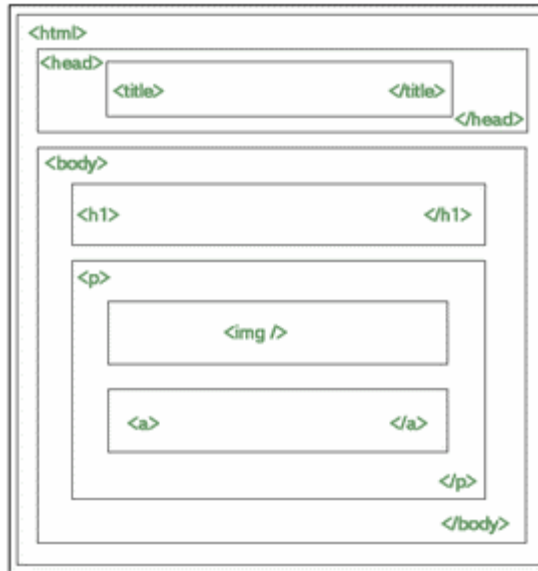 <html>
<head>
<title> </title>
</head>
<body>
<h1> </h1>
<p>
<img />
<a> </a>
</p>
</body>